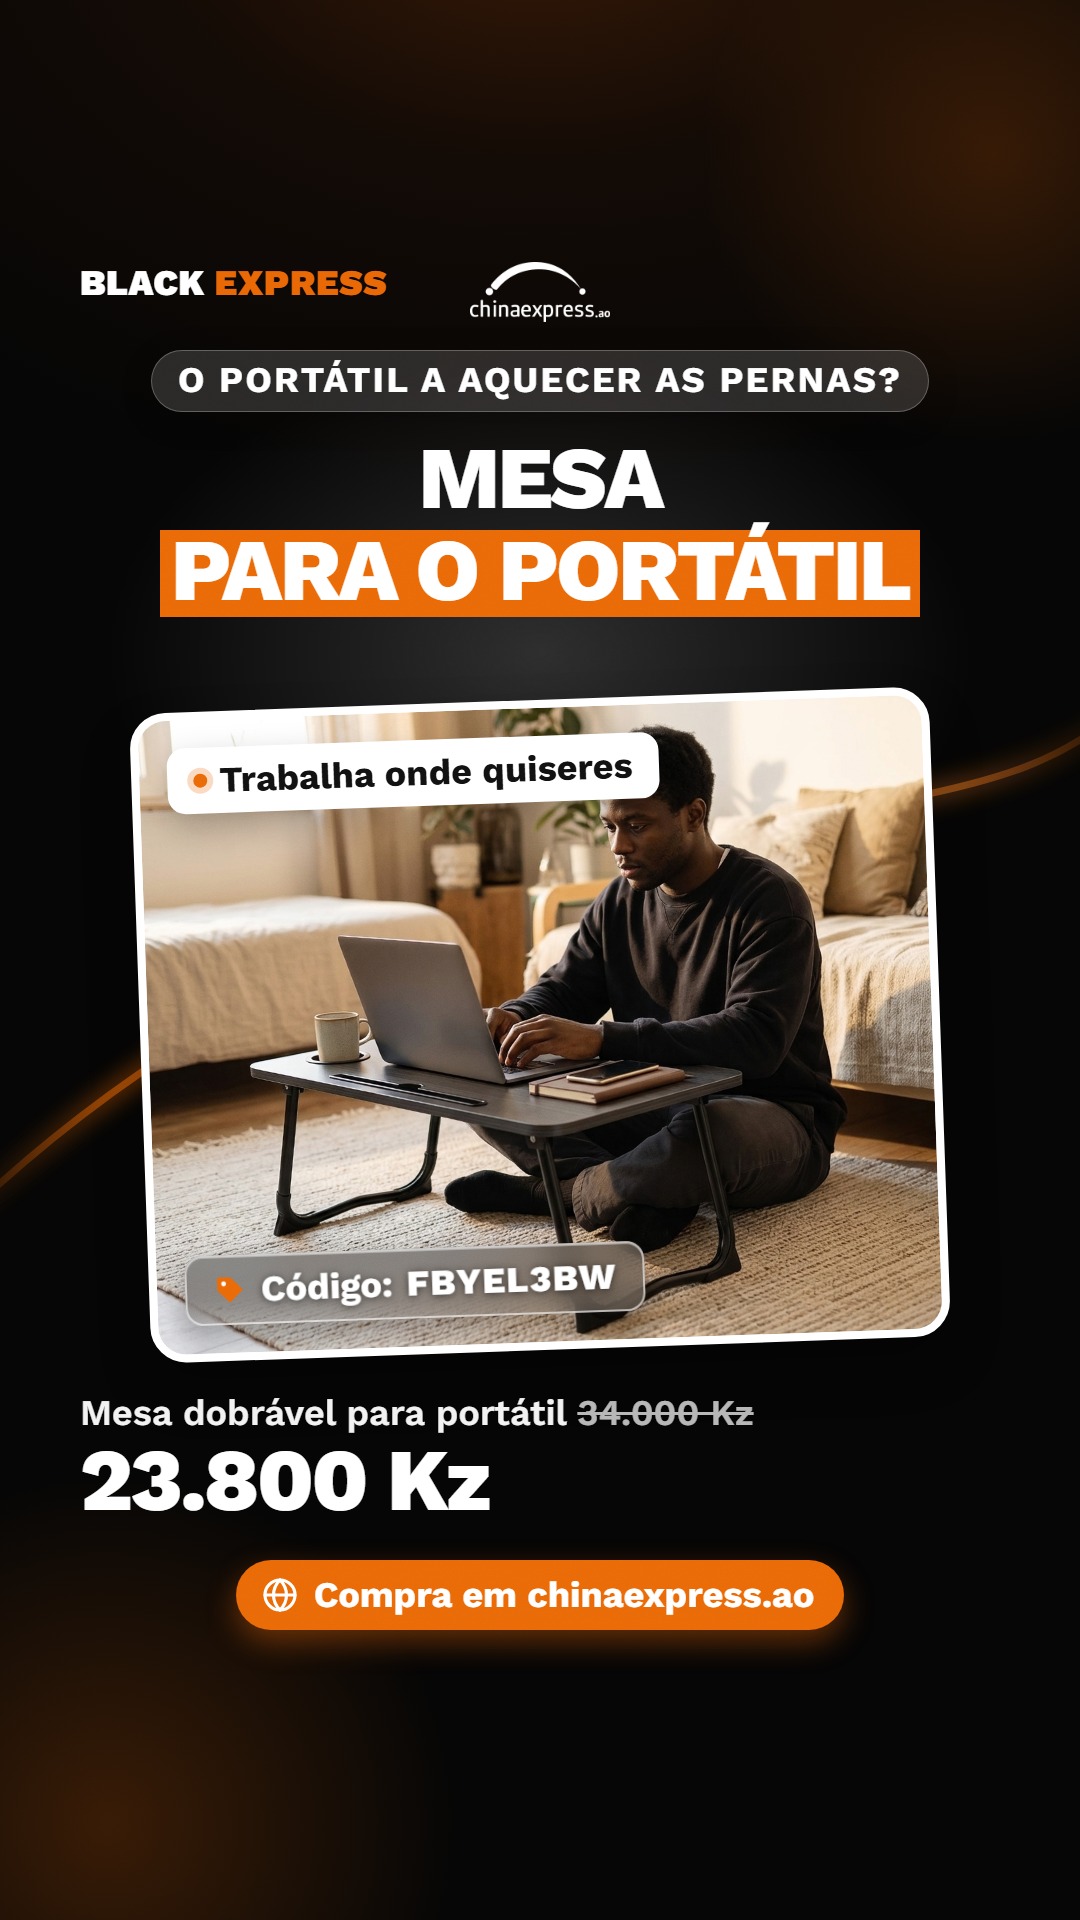 BLACK EXPRESS
chinaexpress.ao
O PORTÁTIL A AQUECER AS PERNAS?
MESA
PARA O PORTÁTIL
Trabalha onde quiseres
Código: FBYEL3BW
Mesa dobrável para portátil 34.000 Kz
23.800 Kz
Compra em chinaexpress.ao